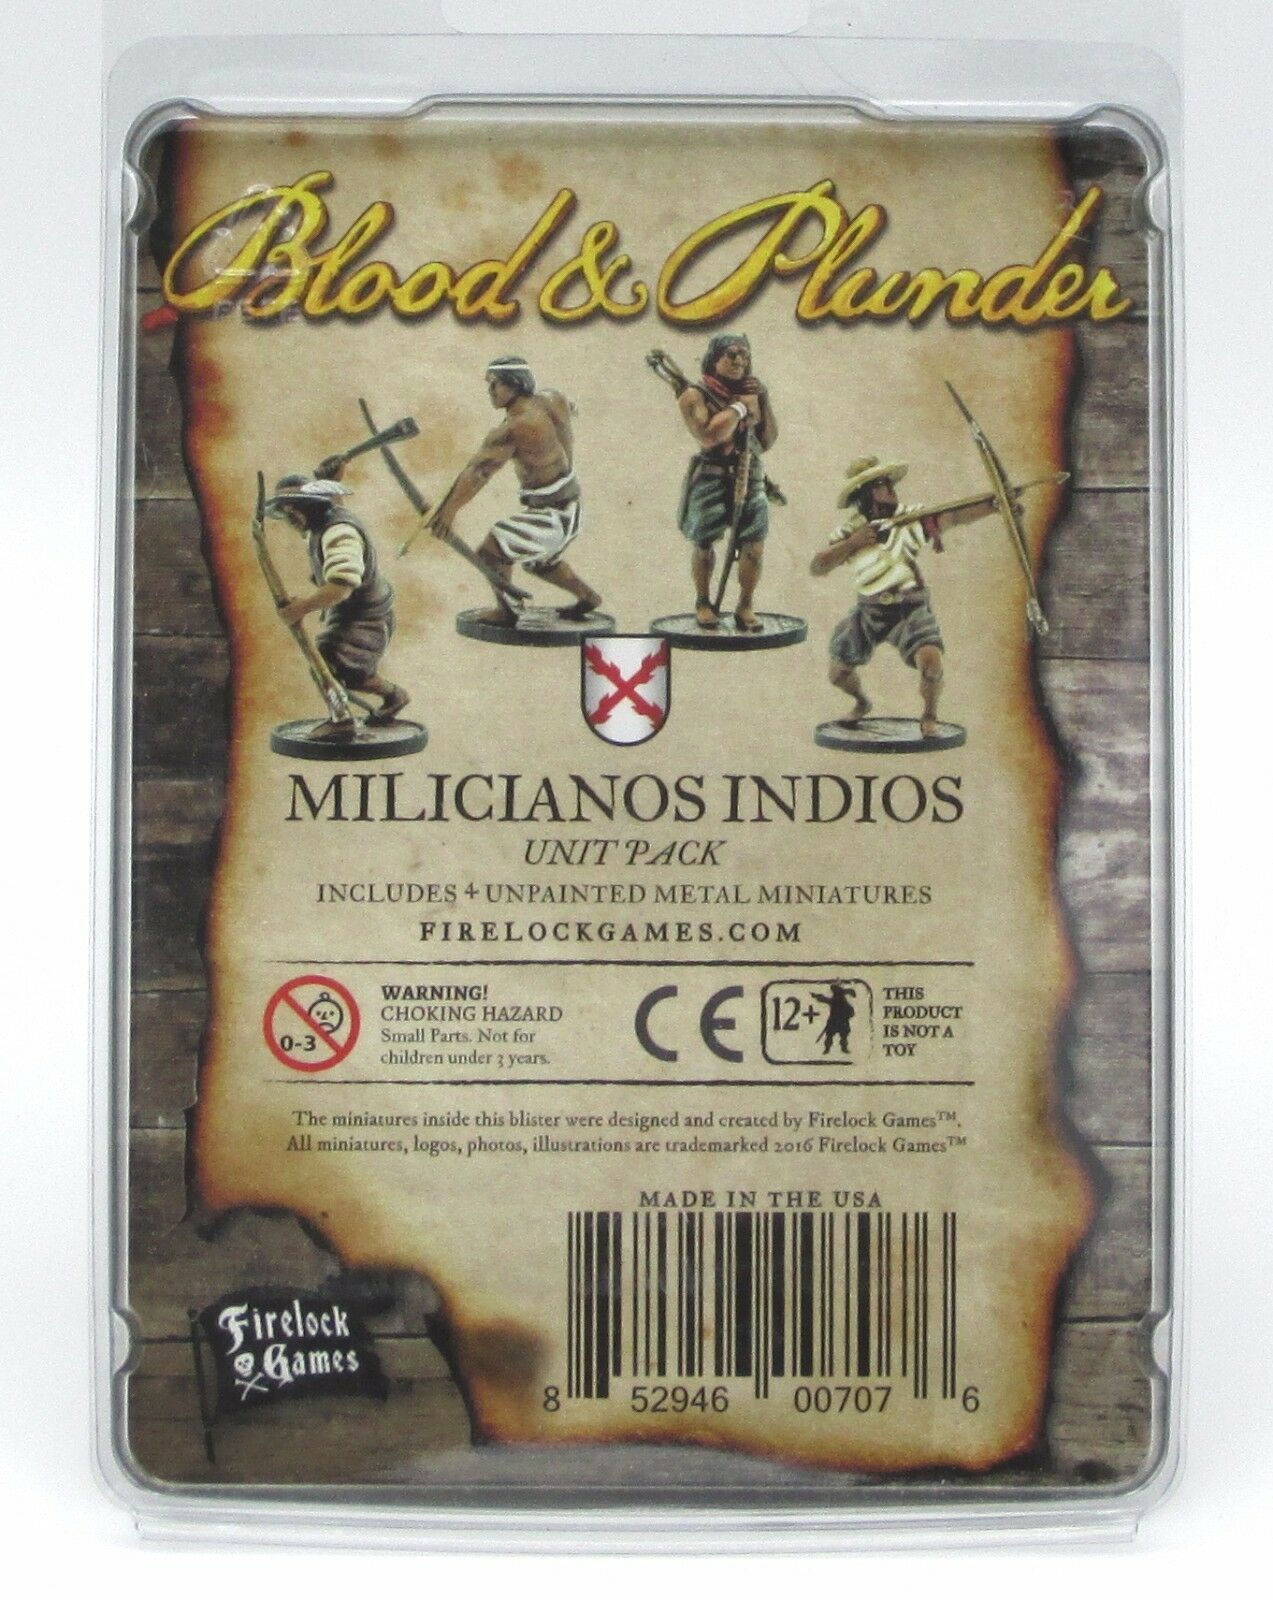 Blood & Plunder
MILICIANOS INDIOS
UNIT PACK
INCLUDES 4 UNPAINTED METAL MINIATURES
FIRELOCKGAMES.COM
0-3
WARNING!
CHOKING HAZARD
Small Parts. Not for
children under 3 years.
CE
12+
THIS
PRODUCT
IS NOT A
TOY
The miniatures inside this blister were designed and created by Firelock Games™.
All miniatures, logos, photos, illustrations are trademarked 2016 Firelock Games™
MADE IN THE USA
Firelock
Games
8 52946 00707 6